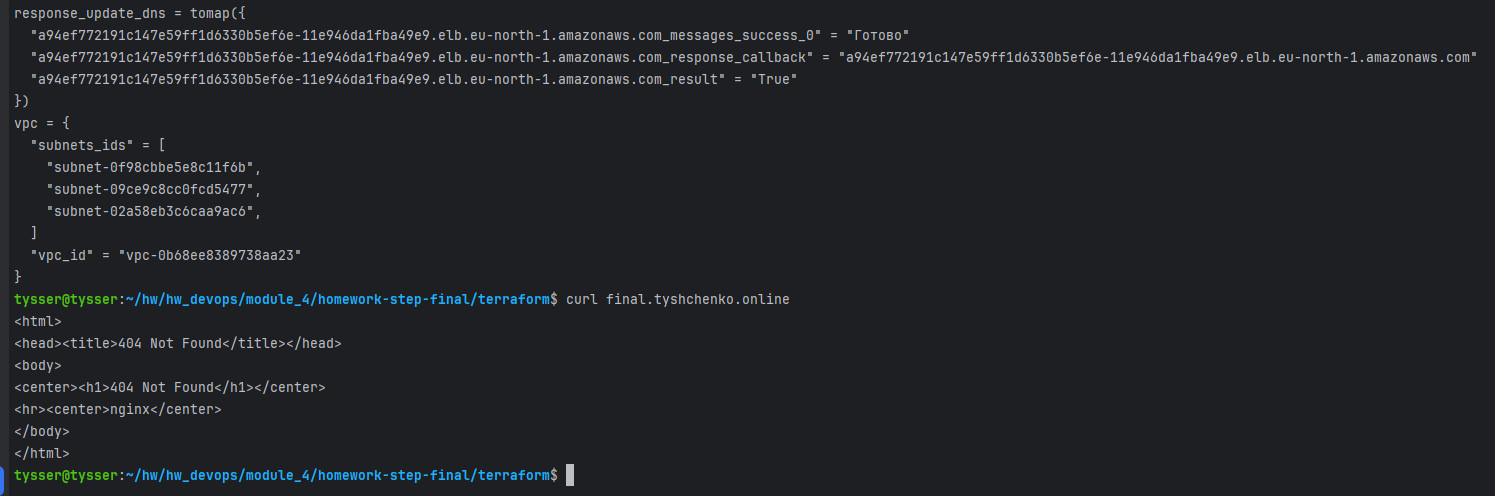 response_update_dns = tomap({
  "a94ef772191c147e59ff1d6330b5ef6e-11e946da1fba49e9.elb.eu-north-1.amazonaws.com_messages_success_0" = "Готово"
  "a94ef772191c147e59ff1d6330b5ef6e-11e946da1fba49e9.elb.eu-north-1.amazonaws.com_response_callback" = "a94ef772191c147e59ff1d6330b5ef6e-11e946da1fba49e9.elb.eu-north-1.amazonaws.com"
  "a94ef772191c147e59ff1d6330b5ef6e-11e946da1fba49e9.elb.eu-north-1.amazonaws.com_result" = "True"
})
vpc = {
  "subnets_ids" = [
    "subnet-0f98cbbe5e8c11f6b",
    "subnet-09ce9c8cc0fcd5477",
    "subnet-02a58eb3c6caa9ac6",
  ]
  "vpc_id" = "vpc-0b68ee8389738aa23"
}
tysser@tysser:~/hw/hw_devops/module_4/homework-step-final/terraform$ curl final.tyshchenko.online
<html>
<head><title>404 Not Found</title></head>
<body>
<center><h1>404 Not Found</h1></center>
<hr><center>nginx</center>
</body>
</html>
tysser@tysser:~/hw/hw_devops/module_4/homework-step-final/terraform$